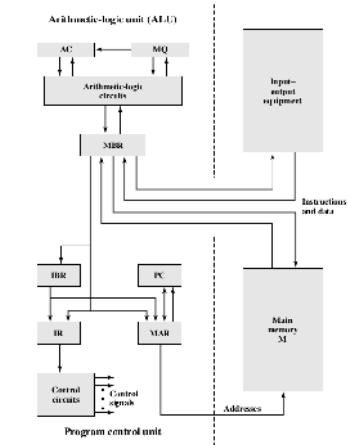 Arithmetic-logic unit (ALU)
AC
MQ
Arithmetic-logic
circuits
MBR
Input–
output
equipment
Instructions
and data
IBR
PC
IR
MAR
Main
memory
M
Control
circuits
Control
signals
Addresses
Program control unit